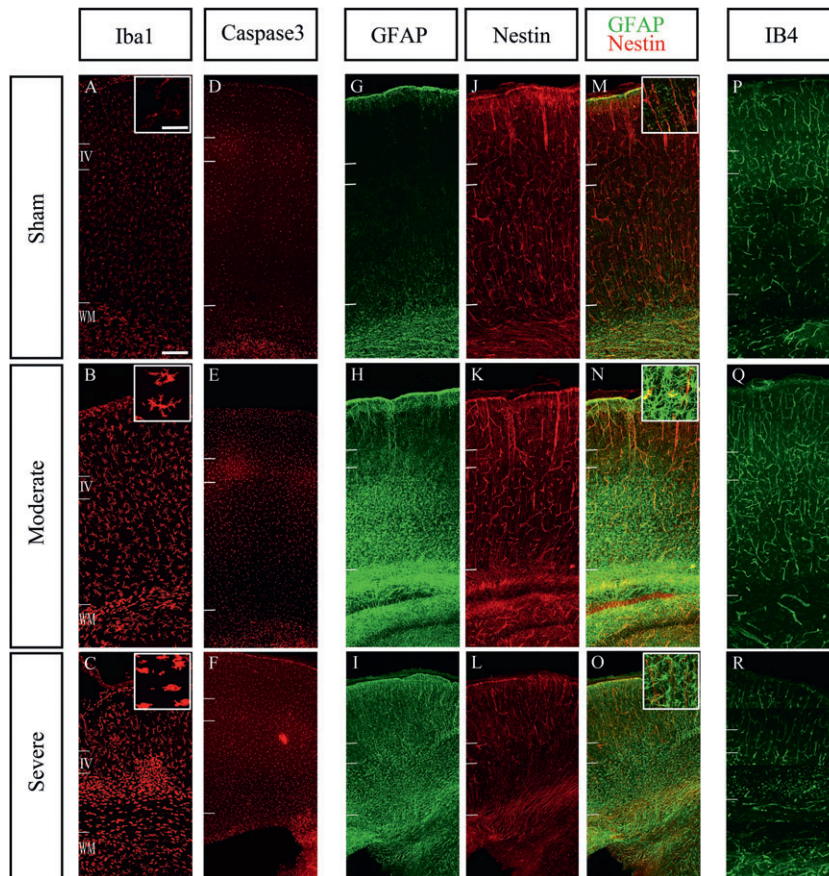 Iba1
Caspase3
GFAP
Nestin
GFAP
Nestin
IB4
Sham
A
IV
WM
D
G
J
M
P
Moderate
B
IV
WM
E
H
K
N
Q
Severe
C
IV
WM
F
I
L
O
R